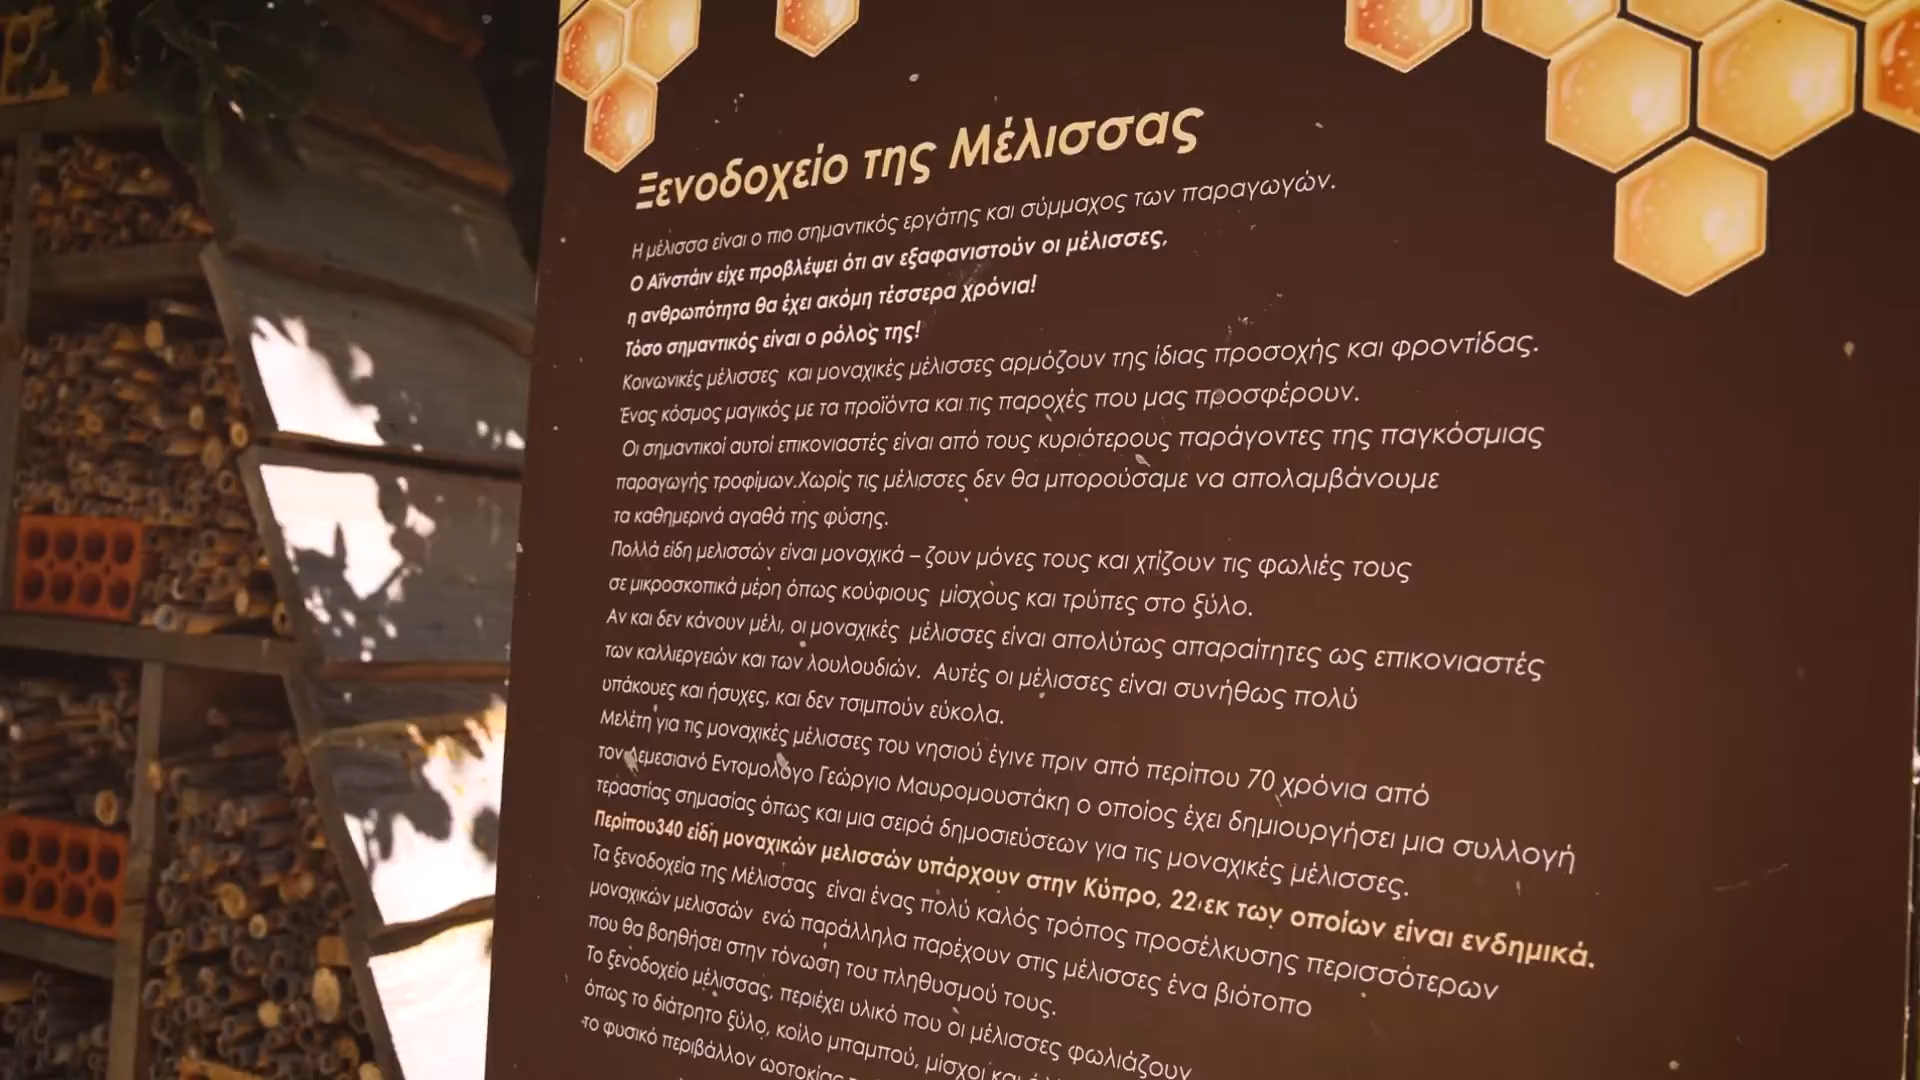 Ξενοδοχείο της Μέλισσας
Η μέλισσα είναι ο πιο σημαντικός εργάτης και σύμμαχος των παραγωγών.
Ο Αϊνστάιν είχε προβλέψει ότι αν εξαφανιστούν οι μέλισσες,
η ανθρωπότητα θα έχει ακόμη τέσσερα χρόνια!
Τόσο σημαντικός είναι ο ρόλος της!
Κοινωνικές μέλισσες και μοναχικές μέλισσες αρμόζουν της ίδιας προσοχής και φροντίδας.
Ένας κόσμος μαγικός με τα προϊόντα και τις παροχές που μας προσφέρουν.
Οι σημαντικοί αυτοί επικονιαστές είναι από τους κυριότερους παράγοντες της παγκόσμιας
παραγωγής τροφίμων.Χωρίς τις μέλισσες δεν θα μπορούσαμε να απολαμβάνουμε
τα καθημερινά αγαθά της φύσης.
Πολλά είδη μελισσών είναι μοναχικά – ζουν μόνες τους και χτίζουν τις φωλιές τους
σε μικροσκοπικά μέρη όπως κούφιους μίσχους και τρύπες στο ξύλο.
Αν και δεν κάνουν μέλι, οι μοναχικές μέλισσες είναι απολύτως απαραίτητες ως επικονιαστές
των καλλιεργειών και των λουλουδιών. Αυτές οι μέλισσες είναι συνήθως πολύ
υπάκουες και ήσυχες, και δεν τσιμπούν εύκολα.
Μελέτη για τις μοναχικές μέλισσες του νησιού έγινε πριν από περίπου 70 χρόνια από
τον Λεμεσιανό Εντομολόγο Γεώργιο Μαυρομουστάκη ο οποίος έχει δημιουργήσει μια συλλογή
τεραστίας σημασίας όπως και μια σειρά δημοσιεύσεων για τις μοναχικές μέλισσες.
Περίπου340 είδη μοναχικών μελισσών υπάρχουν στην Κύπρο, 22 εκ των οποίων είναι ενδημικά.
Τα ξενοδοχεία της Μέλισσας είναι ένας πολύ καλός τρόπος προσέλκυσης περισσότερων
μοναχικών μελισσών ενώ παράλληλα παρέχουν στις μέλισσες ένα βιότοπο
που θα βοηθήσει στην τόνωση του πληθυσμού τους.
Το ξενοδοχείο μέλισσας, περιέχει υλικό που οι μέλισσες φωλιάζουν
όπως το διάτρητο ξύλο, κοίλο μπαμπού, μίσχοι και
το φυσικό περιβάλλον ωοτοκίας